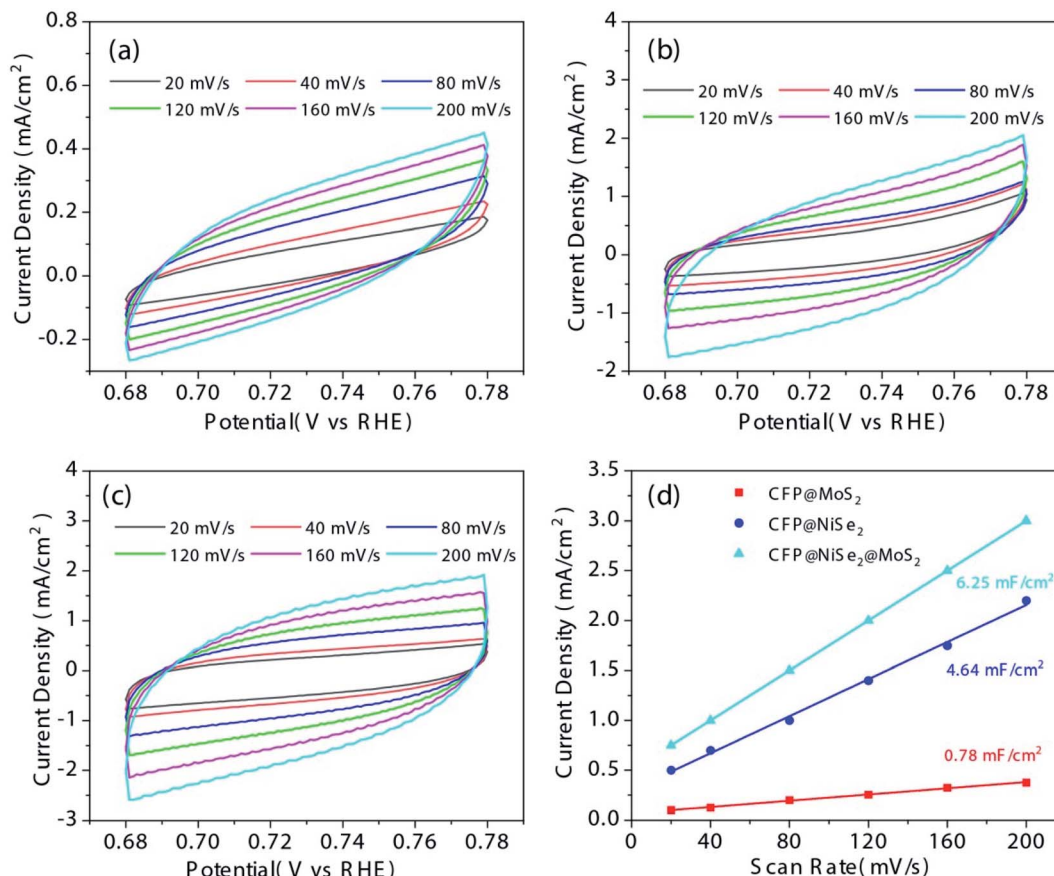 (a)
20 mV/s 40 mV/s 80 mV/s
120 mV/s 160 mV/s 200 mV/s
0.8
0.6
0.4
0.2
0.0
-0.2
Current Density (mA/cm²)
0.68 0.70 0.72 0.74 0.76 0.78
Potential( V vs RHE)
(b)
20 mV/s 40 mV/s 80 mV/s
120 mV/s 160 mV/s 200 mV/s
4
3
2
1
0
-1
-2
Current Density (mA/cm²)
0.68 0.70 0.72 0.74 0.76 0.78
Potential( V vs RHE)
(c)
20 mV/s 40 mV/s 80 mV/s
120 mV/s 160 mV/s 200 mV/s
4
3
2
1
0
-1
-2
-3
Current Density (mA/cm²)
0.68 0.70 0.72 0.74 0.76 0.78
Potential( V vs RHE)
(d)
CFP@MoS₂
CFP@NiSe₂
CFP@NiSe₂@MoS₂
6.25 mF/cm²
4.64 mF/cm²
0.78 mF/cm²
3.5
3.0
2.5
2.0
1.5
1.0
0.5
0.0
Current Density (mA/cm²)
0 40 80 120 160 200
Scan Rate(mV/s)